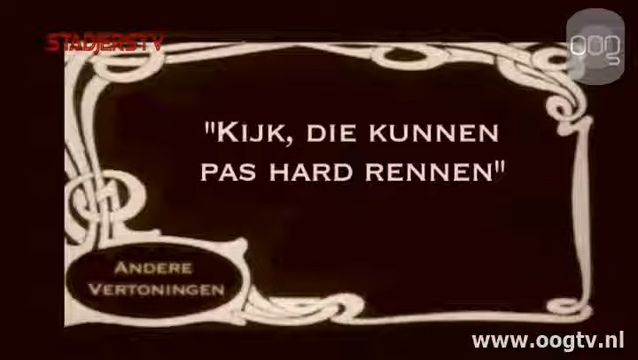 STADJERSTV
oog
"KIJK, DIE KUNNEN
PAS HARD RENNEN"
ANDERE
VERTONINGEN
www.oogtv.nl